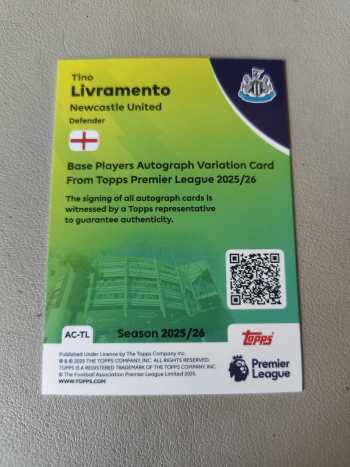 Tino
Livramento
Newcastle United
Defender
Base Players Autograph Variation Card
From Topps Premier League 2025/26
The signing of all autograph cards is
witnessed by a Topps representative
to guarantee authenticity.
AC-TL
Season 2025/26
Topps
Published Under Licence by The Topps Company Inc.
® & © 2025 THE TOPPS COMPANY, INC. ALL RIGHTS RESERVED.
TOPPS IS A REGISTERED TRADEMARK OF THE TOPPS COMPANY, INC.
© The Football Association Premier League Limited 2025.
WWW.TOPPS.COM
Premier
League